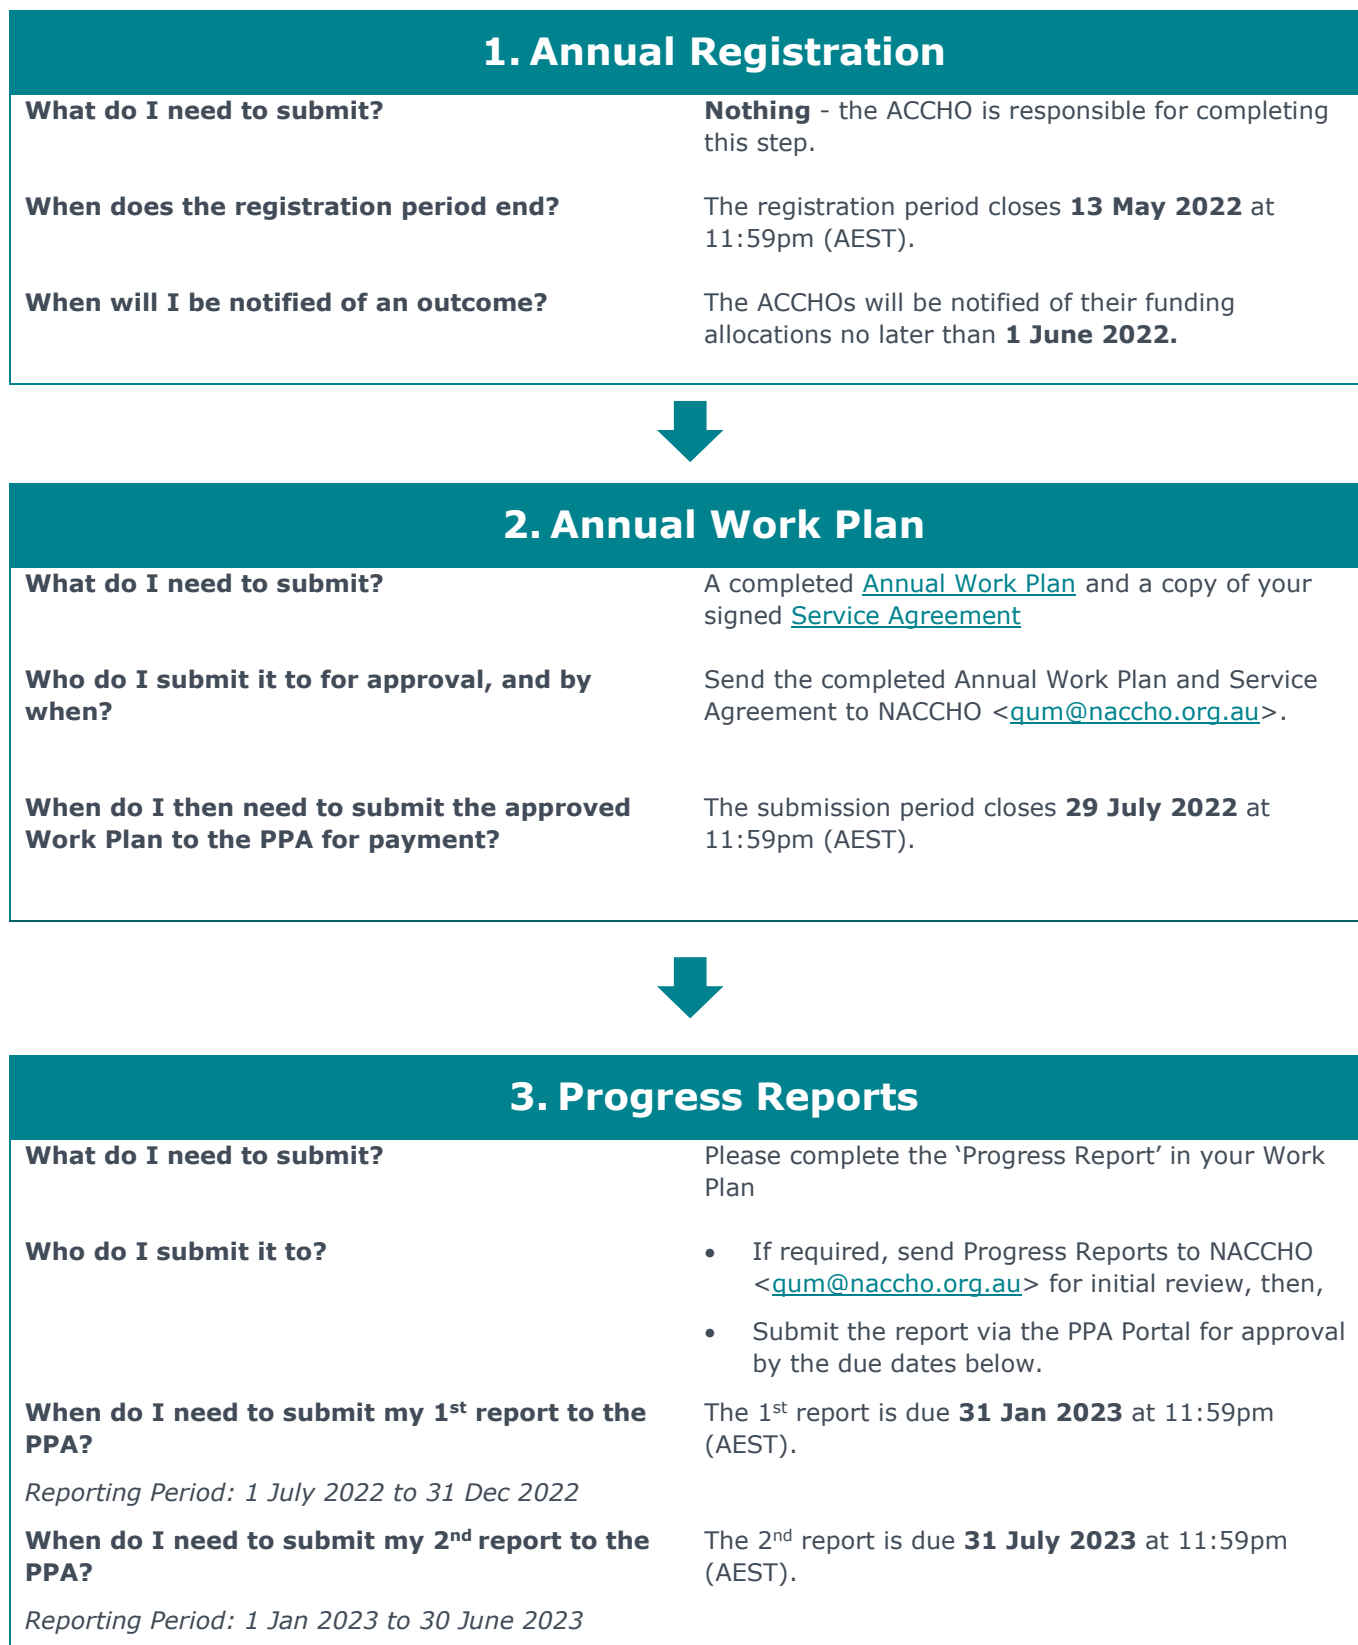 1. Annual Registration
What do I need to submit?
Nothing - the ACCHO is responsible for completing
this step.
When does the registration period end?
The registration period closes 13 May 2022 at
11:59pm (AEST).
When will I be notified of an outcome?
The ACCHOs will be notified of their funding
allocations no later than 1 June 2022.
2. Annual Work Plan
What do I need to submit?
A completed Annual Work Plan and a copy of your
signed Service Agreement
Who do I submit it to for approval, and by
when?
Send the completed Annual Work Plan and Service
Agreement to NACCHO <qum@naccho.org.au>.
When do I then need to submit the approved
Work Plan to the PPA for payment?
The submission period closes 29 July 2022 at
11:59pm (AEST).
3. Progress Reports
What do I need to submit?
Please complete the ‘Progress Report’ in your Work
Plan
Who do I submit it to?
• If required, send Progress Reports to NACCHO
<qum@naccho.org.au> for initial review, then,
• Submit the report via the PPA Portal for approval
by the due dates below.
When do I need to submit my 1st report to the
PPA?
The 1st report is due 31 Jan 2023 at 11:59pm
(AEST).
Reporting Period: 1 July 2022 to 31 Dec 2022
When do I need to submit my 2nd report to the
PPA?
The 2nd report is due 31 July 2023 at 11:59pm
(AEST).
Reporting Period: 1 Jan 2023 to 30 June 2023